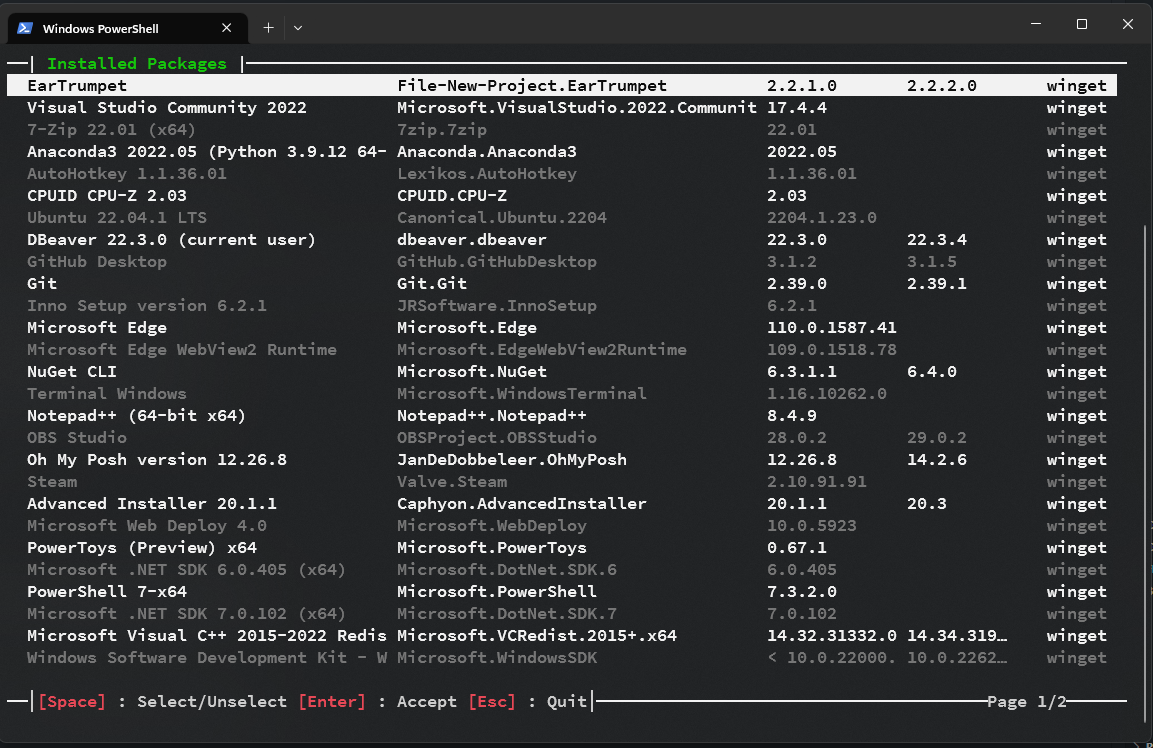 Windows PowerShell
Installed Packages
EarTrumpet File-New-Project.EarTrumpet 2.2.1.0 2.2.2.0 winget
Visual Studio Community 2022 Microsoft.VisualStudio.2022.Communit 17.4.4 winget
7-Zip 22.01 (x64) 7zip.7zip 22.01 winget
Anaconda3 2022.05 (Python 3.9.12 64- Anaconda.Anaconda3 2022.05 winget
AutoHotkey 1.1.36.01 Lexikos.AutoHotkey 1.1.36.01 winget
CPUID CPU-Z 2.03 CPUID.CPU-Z 2.03 winget
Ubuntu 22.04.1 LTS Canonical.Ubuntu.2204 2204.1.23.0 winget
DBeaver 22.3.0 (current user) dbeaver.dbeaver 22.3.0 22.3.4 winget
GitHub Desktop GitHub.GitHubDesktop 3.1.2 3.1.5 winget
Git Git.Git 2.39.0 2.39.1 winget
Inno Setup version 6.2.1 JRSoftware.InnoSetup 6.2.1 winget
Microsoft Edge Microsoft.Edge 110.0.1587.41 winget
Microsoft Edge WebView2 Runtime Microsoft.EdgeWebView2Runtime 109.0.1518.78 winget
NuGet CLI Microsoft.NuGet 6.3.1.1 6.4.0 winget
Terminal Windows Microsoft.WindowsTerminal 1.16.10262.0 winget
Notepad++ (64-bit x64) Notepad++.Notepad++ 8.4.9 winget
OBS Studio OBSProject.OBSStudio 28.0.2 29.0.2 winget
Oh My Posh version 12.26.8 JanDeDobbeleer.OhMyPosh 12.26.8 14.2.6 winget
Steam Valve.Steam 2.10.91.91 winget
Advanced Installer 20.1.1 Caphyon.AdvancedInstaller 20.1.1 20.3 winget
Microsoft Web Deploy 4.0 Microsoft.WebDeploy 10.0.5923 winget
PowerToys (Preview) x64 Microsoft.PowerToys 0.67.1 winget
Microsoft .NET SDK 6.0.405 (x64) Microsoft.DotNet.SDK.6 6.0.405 winget
PowerShell 7-x64 Microsoft.PowerShell 7.3.2.0 winget
Microsoft .NET SDK 7.0.102 (x64) Microsoft.DotNet.SDK.7 7.0.102 winget
Microsoft Visual C++ 2015-2022 Redis Microsoft.VCRedist.2015+.x64 14.32.31332.0 14.34.319… winget
Windows Software Development Kit - W Microsoft.WindowsSDK < 10.0.22000. 10.0.2262… winget
[Space] : Select/Unselect [Enter] : Accept [Esc] : Quit Page 1/2